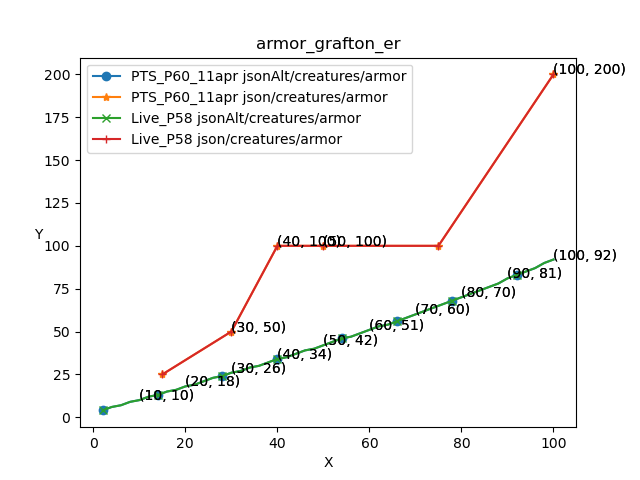 armor_grafton_er
PTS_P60_11apr jsonAlt/creatures/armor
PTS_P60_11apr json/creatures/armor
Live_P58 jsonAlt/creatures/armor
Live_P58 json/creatures/armor
200
175
150
125
100
75
50
25
0
Y
(100, 200)
(40, 100)
(50, 100)
(100, 92)
(90, 81)
(80, 70)
(70, 60)
(30, 50)
(60, 51)
(50, 42)
(40, 34)
(30, 26)
(20, 18)
(10, 10)
0 20 40 60 80 100
X